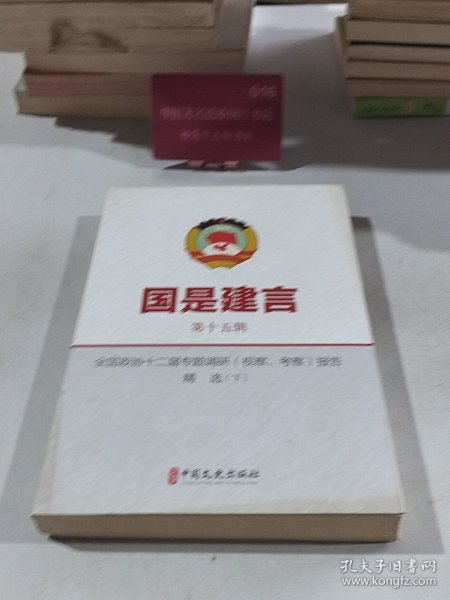 016
国是建言
第十五辑
全国政协十二届专题调研（视察、考察）报告
精选（下）
中国文史出版社
孔夫子旧书网
www.kongfz.com